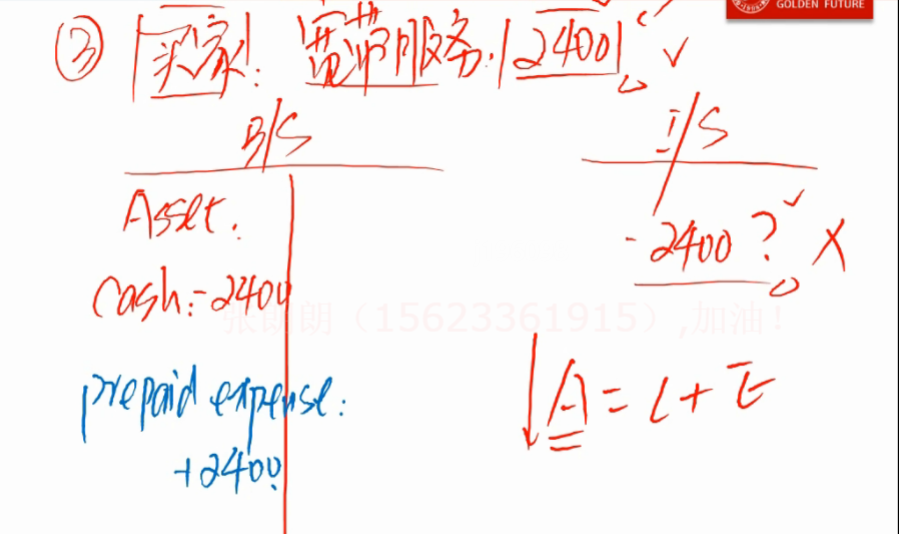 GOLDEN FUTURE
③ 买家: 宽带服务. 2400
B/S
I/S
Asset.
-2400 ?
cash: -2400
张朗朗（15623361915）,加油！
prepaid expense:
+2400
A = L + E